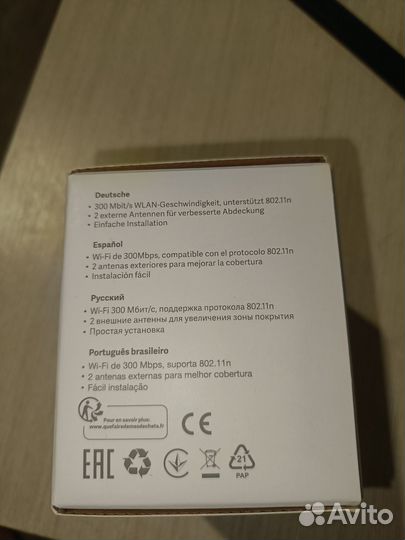 Deutsche
• 300 Mbit/s WLAN-Geschwindigkeit, unterstützt 802.11n
• 2 externe Antennen für verbesserte Abdeckung
• Einfache Installation
Español
• Wi-Fi de 300Mbps, compatible con el protocolo 802.11n
• 2 antenas exteriores para mejorar la cobertura
• Instalación fácil
Русский
• Wi-Fi 300 Мбит/с, поддержка протокола 802.11n
• 2 внешние антенны для увеличения зоны покрытия
• Простая установка
Português brasileiro
• Wi-Fi de 300 Mbps, suporta 802.11n
• 2 antenas externas para melhor cobertura
• Fácil instalação
Pour en savoir plus:
www.quefairedemesdechets.fr
CE
EAC
21
PAP
Avito